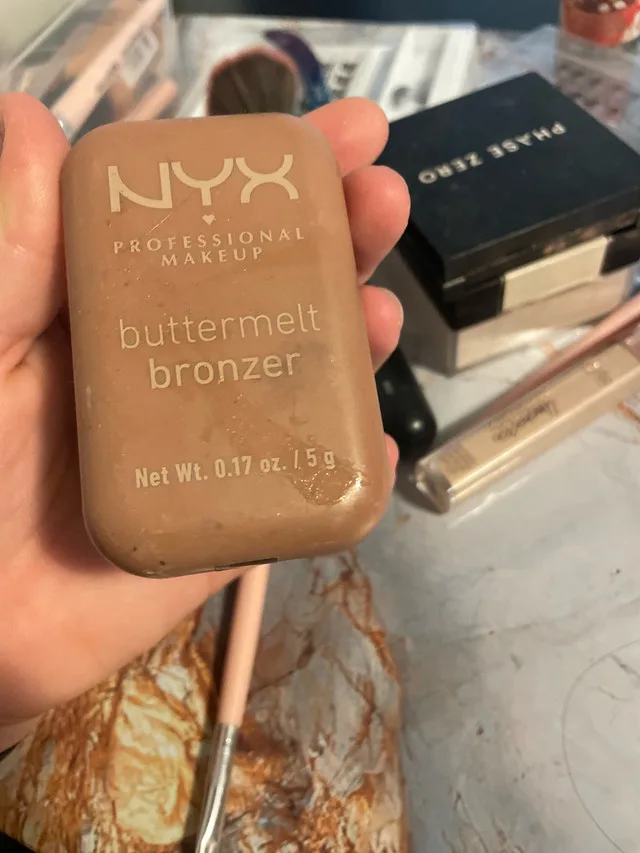 NYX
PROFESSIONAL
MAKEUP
buttermelt
bronzer
Net Wt. 0.17 oz. / 5 g
PHASE ZERO